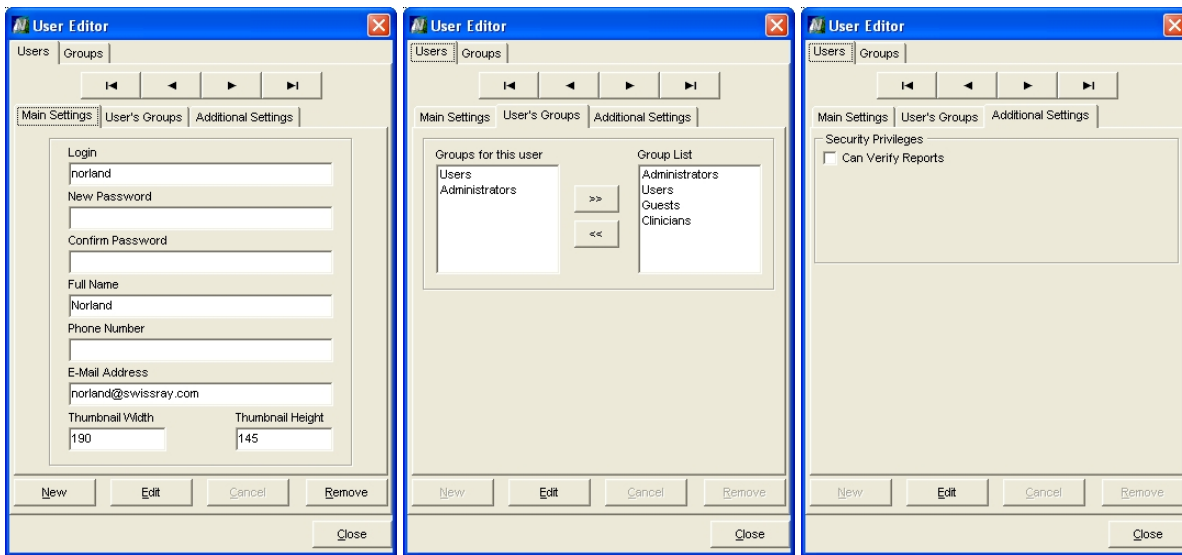 User Editor
Users Groups
Main Settings User's Groups Additional Settings
Login
norland
New Password
Confirm Password
Full Name
Norland
Phone Number
E-Mail Address
norland@swissray.com
Thumbnail Width Thumbnail Height
190 145
New Edit Cancel Remove
Close
User Editor
Users Groups
Main Settings User's Groups Additional Settings
Groups for this user Group List
Users Administrators
Administrators Users
>> Guests
<< Clinicians
New Edit Cancel Remove
Close
User Editor
Users Groups
Main Settings User's Groups Additional Settings
Security Privileges
Can Verify Reports
New Edit Cancel Remove
Close